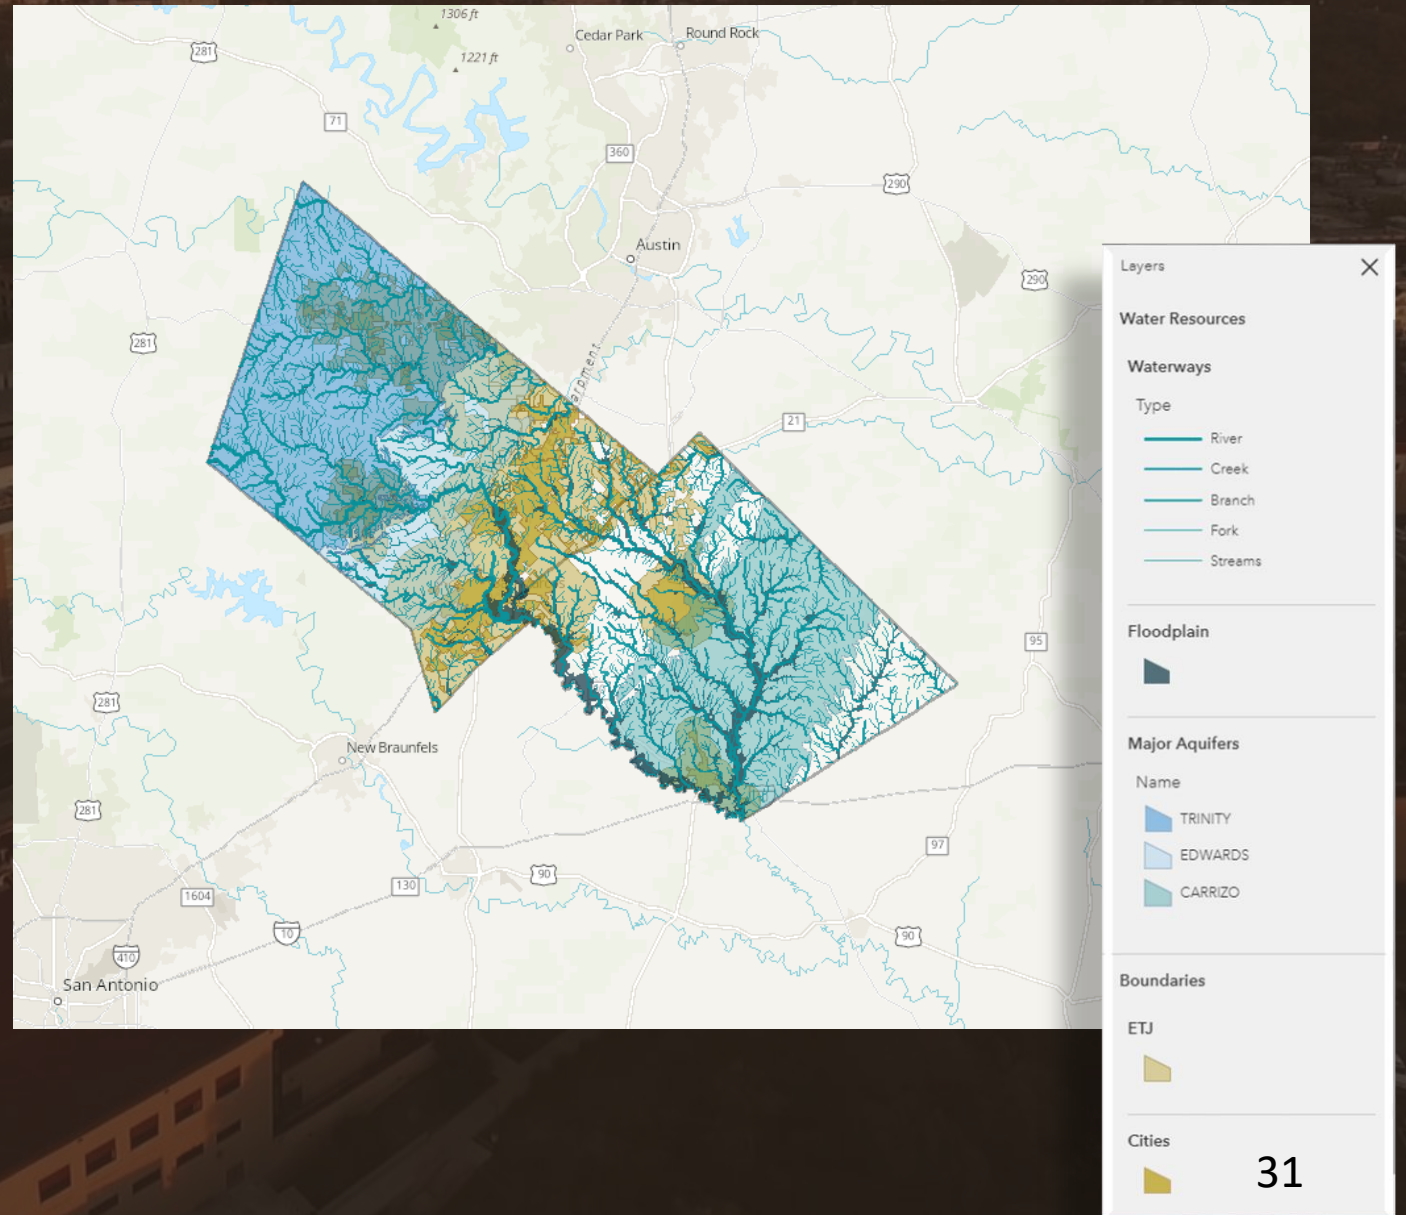 1306 ft
Cedar Park
Round Rock
281
1221 ft
71
360
290
Austin
290
281
arpment
21
95
281
New Braunfels
281
97
90
130
1604
10
90
410
San Antonio
Layers
Water Resources
Waterways
Type
River
Creek
Branch
Fork
Streams
Floodplain
Major Aquifers
Name
TRINITY
EDWARDS
CARRIZO
Boundaries
ETJ
Cities
31